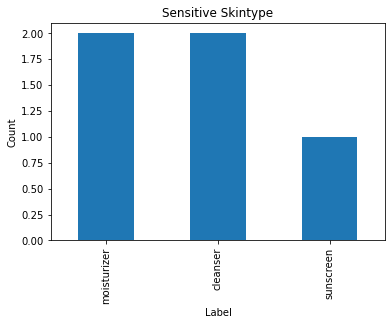 Sensitive Skintype
2.00
1.75
1.50
1.25
1.00
0.75
0.50
0.25
0.00
Count
moisturizer
cleanser
sunscreen
Label